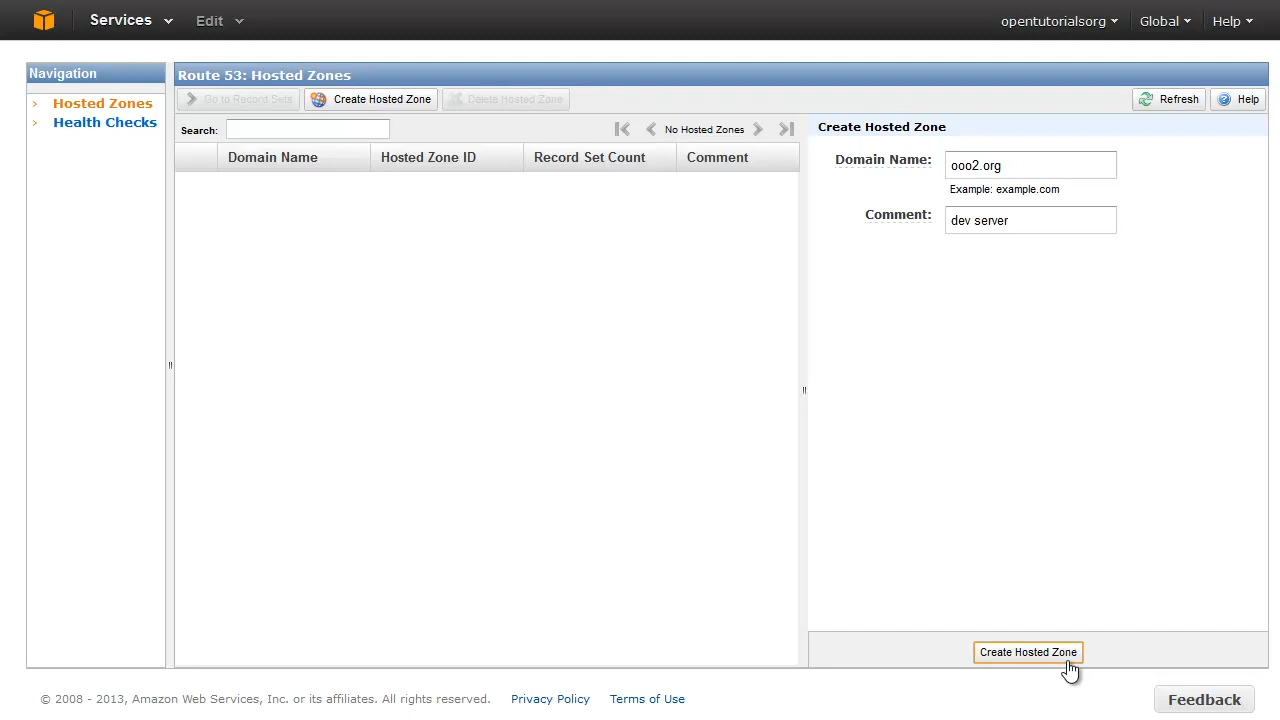 Services Edit opentutorialsorg Global Help
Navigation
Hosted Zones
Health Checks
Route 53: Hosted Zones
Go to Record Sets Create Hosted Zone Delete Hosted Zone Refresh Help
Search: No Hosted Zones
Domain Name Hosted Zone ID Record Set Count Comment
Create Hosted Zone
Domain Name: ooo2.org
Example: example.com
Comment: dev server
Create Hosted Zone
© 2008 - 2013, Amazon Web Services, Inc. or its affiliates. All rights reserved. Privacy Policy Terms of Use Feedback